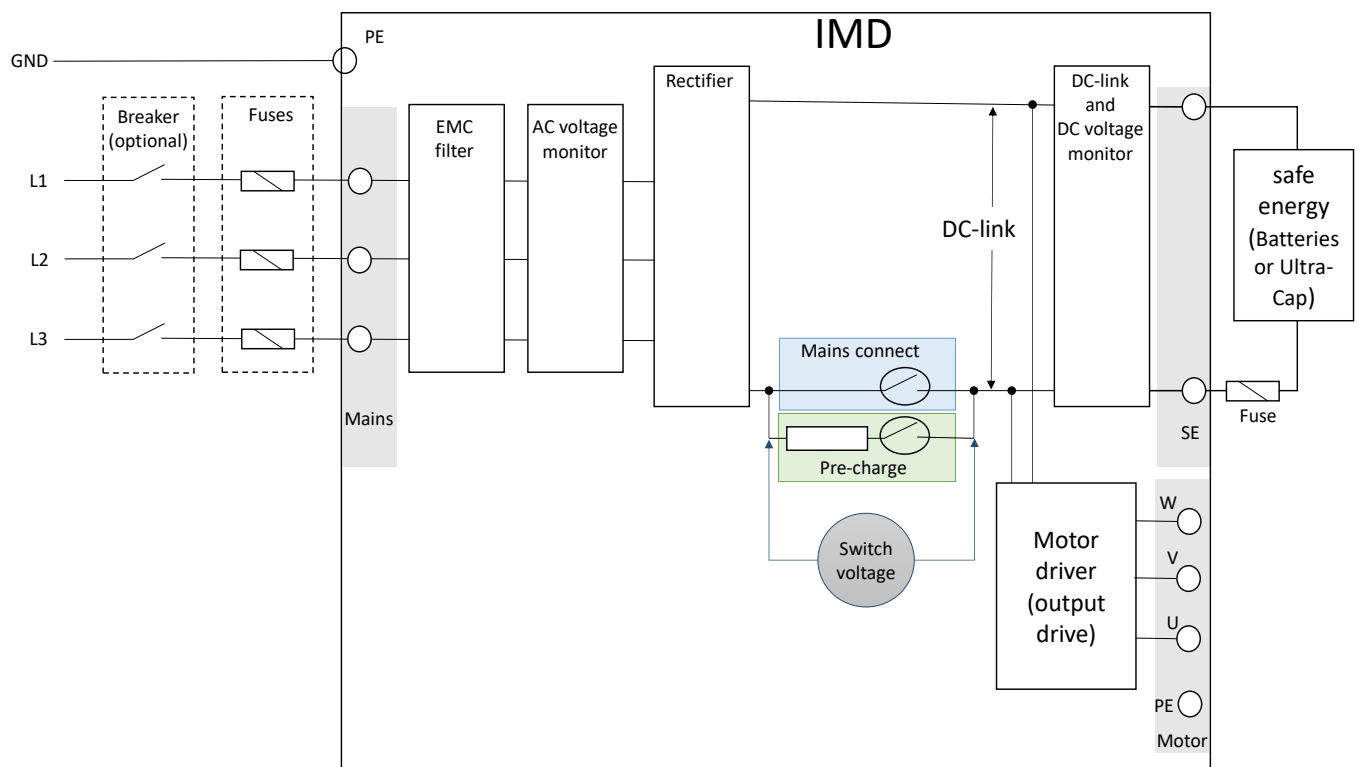 IMD
PE
GND
Breaker
(optional)
Fuses
L1
L2
L3
Mains
EMC
filter
AC voltage
monitor
Rectifier
DC-link
DC-link
and
DC voltage
monitor
safe
energy
(Batteries
or Ultra-
Cap)
Mains connect
Pre-charge
Switch
voltage
SE
Fuse
Motor
driver
(output
drive)
W
V
U
PE
Motor